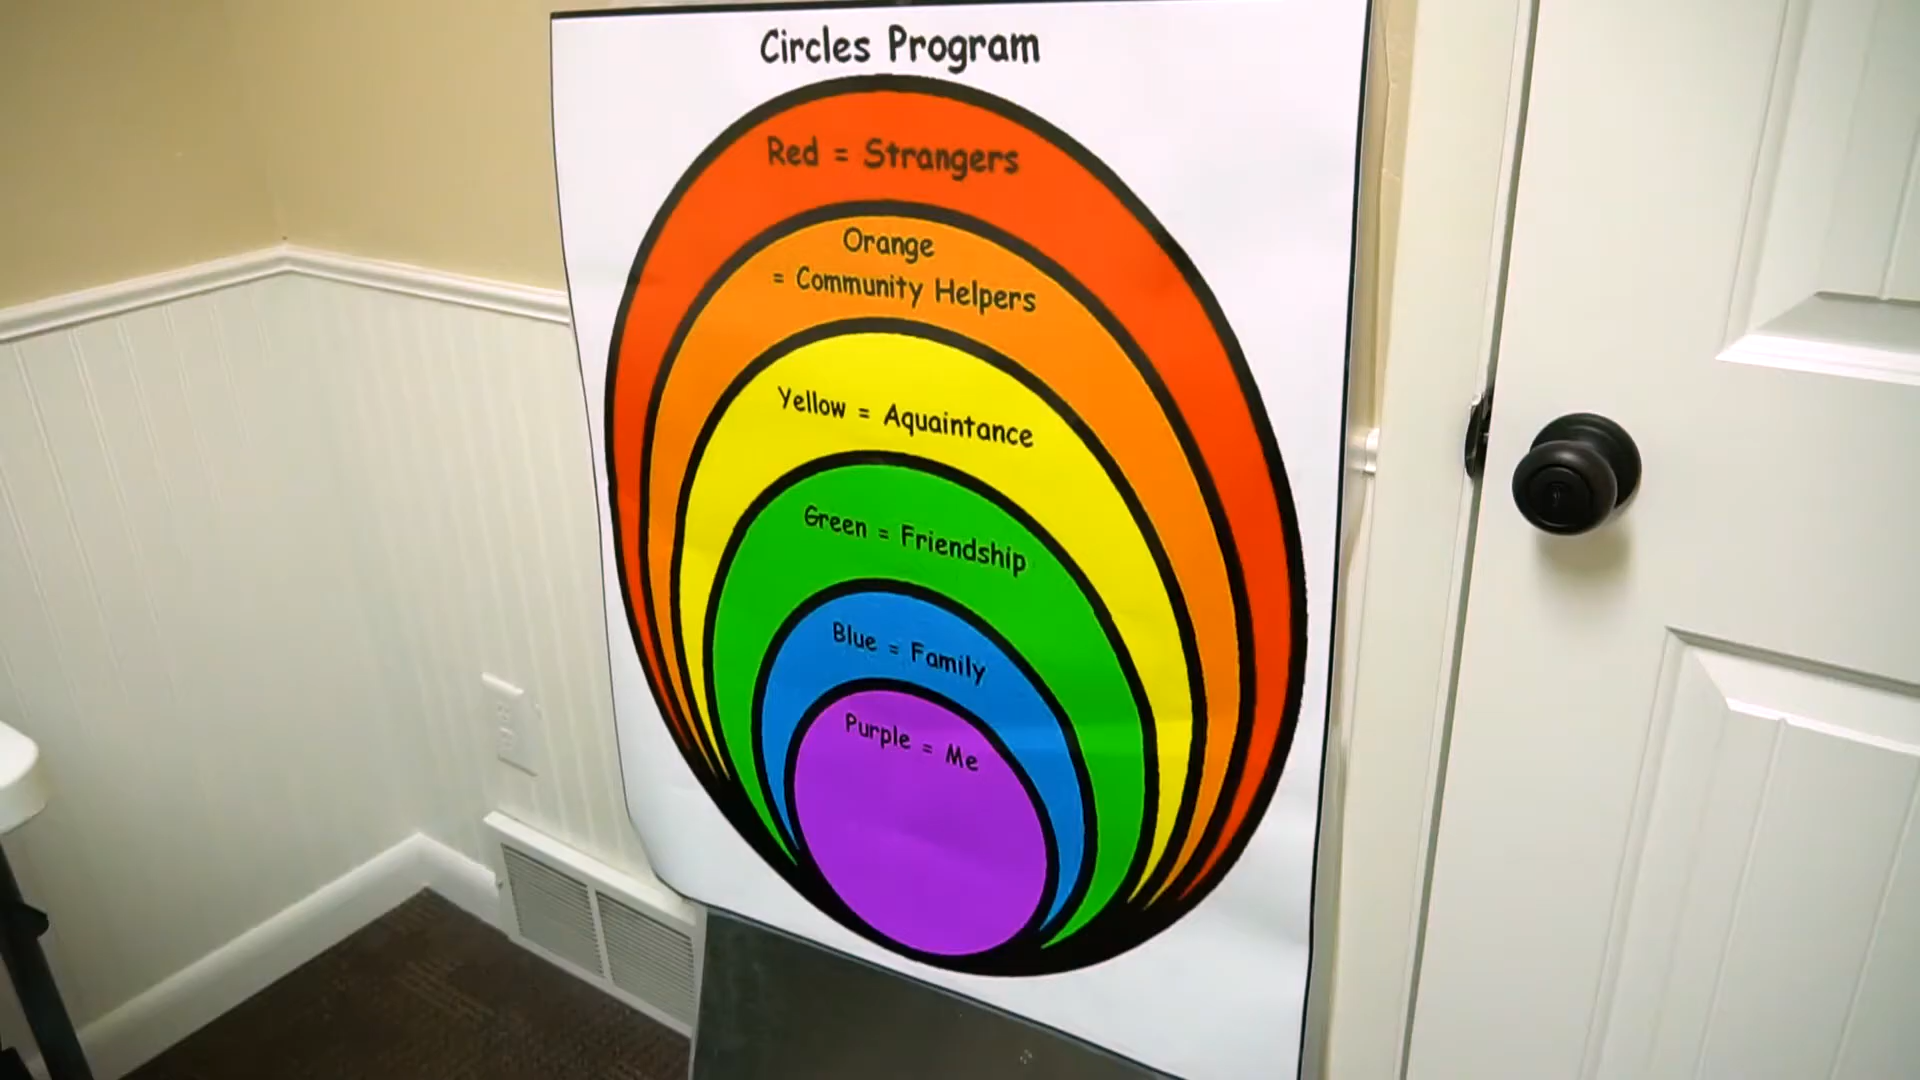 Circles Program
Red = Strangers
Orange
= Community Helpers
Yellow = Aquaintance
Green = Friendship
Blue = Family
Purple = Me